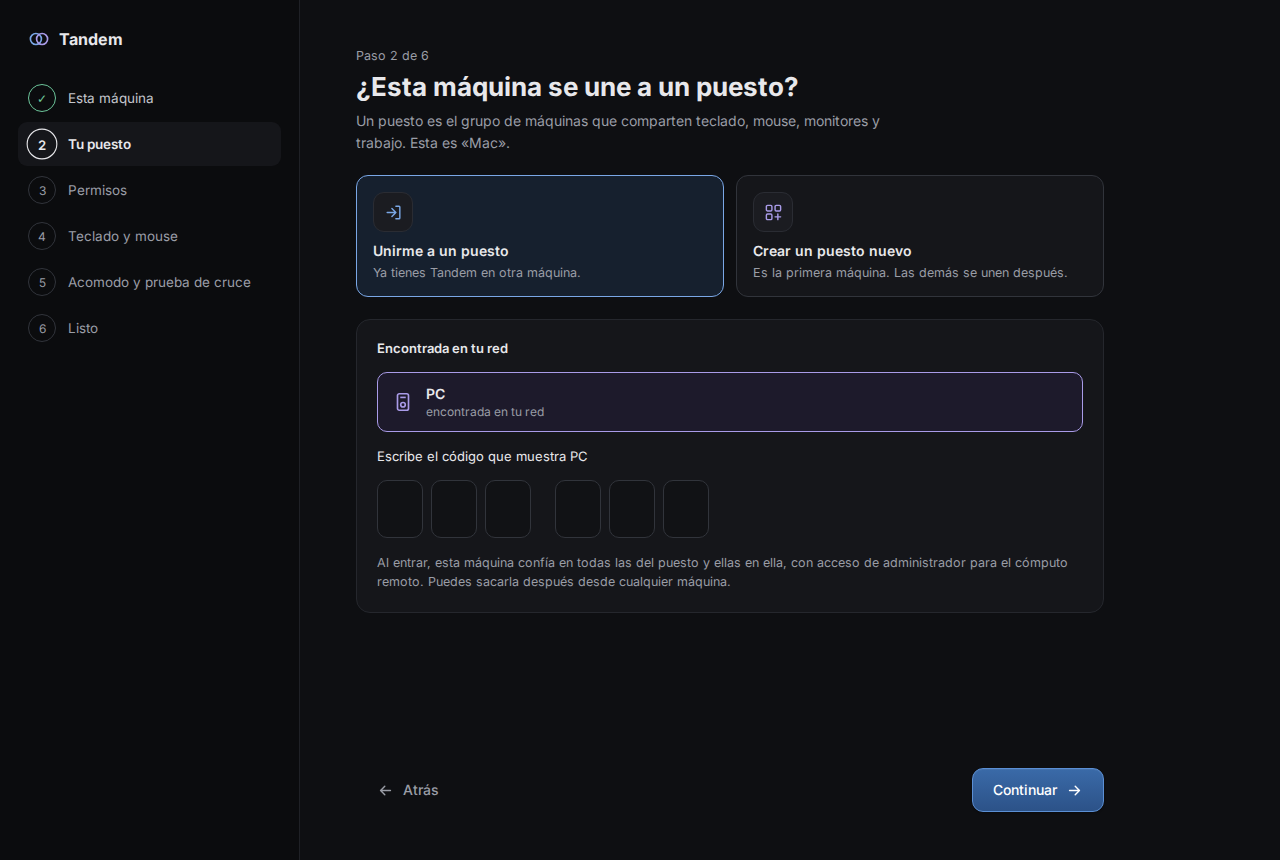 Tandem
✓ Esta máquina
2 Tu puesto
3 Permisos
4 Teclado y mouse
5 Acomodo y prueba de cruce
6 Listo
Paso 2 de 6
¿Esta máquina se une a un puesto?
Un puesto es el grupo de máquinas que comparten teclado, mouse, monitores y
trabajo. Esta es «Mac».
Unirme a un puesto
Ya tienes Tandem en otra máquina.
Crear un puesto nuevo
Es la primera máquina. Las demás se unen después.
Encontrada en tu red
PC
encontrada en tu red
Escribe el código que muestra PC
Al entrar, esta máquina confía en todas las del puesto y ellas en ella, con acceso de administrador para el cómputo
remoto. Puedes sacarla después desde cualquier máquina.
← Atrás
Continuar →